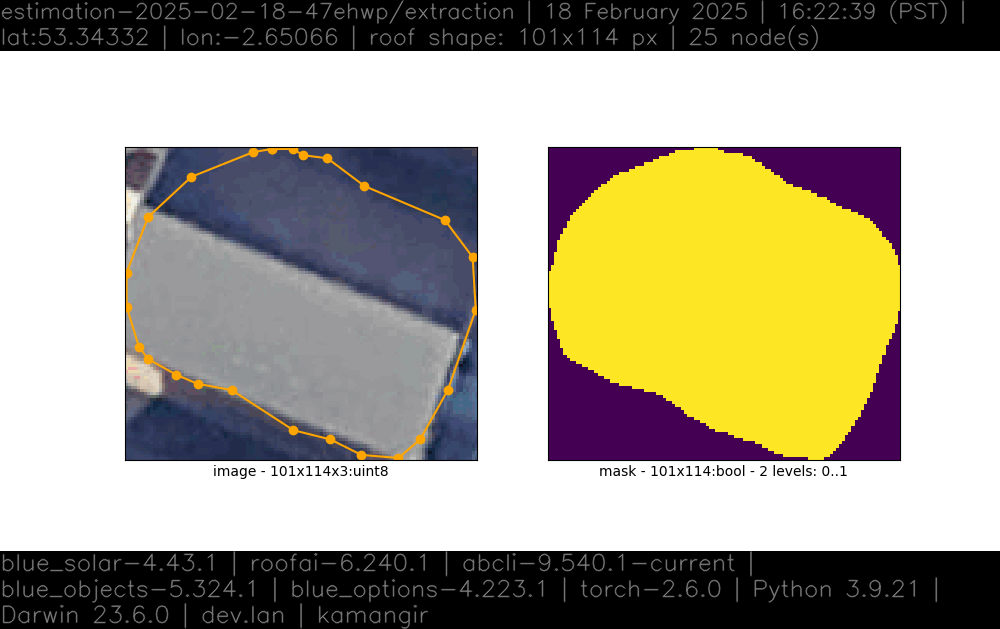 estimation-2025-02-18-47ehwp/extraction | 18 February 2025 | 16:22:39 (PST) |
lat:53.34332 | lon:-2.65066 | roof shape: 101x114 px | 25 node(s)
image - 101x114x3:uint8
mask - 101x114:bool - 2 levels: 0..1
blue_solar-4.43.1 | roofai-6.240.1 | abcli-9.540.1-current |
blue_objects-5.324.1 | blue_options-4.223.1 | torch-2.6.0 | Python 3.9.21 |
Darwin 23.6.0 | dev.lan | kamangir